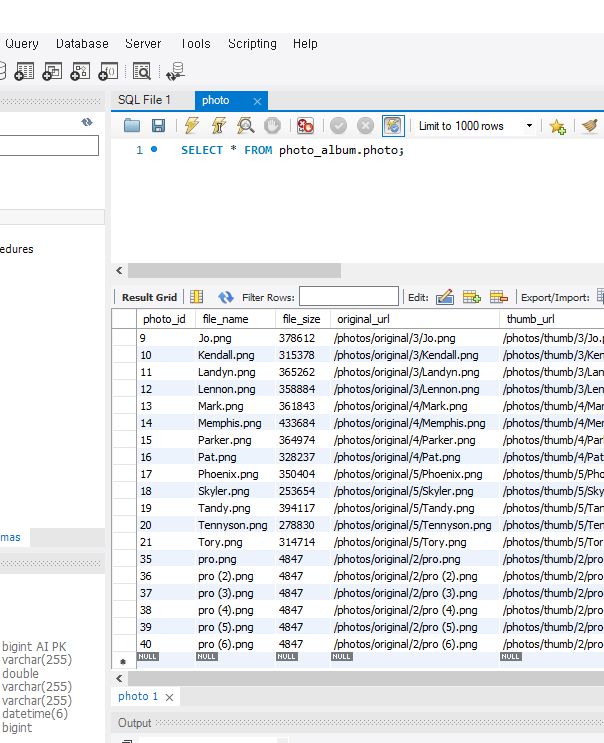 Query Database Server Tools Scripting Help
SQL File 1 photo
Limit to 1000 rows
1 SELECT * FROM photo_album.photo;
edures
Result Grid Filter Rows: Edit: Export/Import:
photo_id file_name file_size original_url thumb_url
9 Jo.png 378612 /photos/original/3/Jo.png /photos/thumb/3/Jo.p
10 Kendall.png 315378 /photos/original/3/Kendall.png /photos/thumb/3/Ken
11 Landyn.png 365262 /photos/original/3/Landyn.png /photos/thumb/3/Lan
12 Lennon.png 358884 /photos/original/3/Lennon.png /photos/thumb/3/Len
13 Mark.png 361843 /photos/original/4/Mark.png /photos/thumb/4/Mar
14 Memphis.png 433684 /photos/original/4/Memphis.png /photos/thumb/4/Mem
15 Parker.png 364974 /photos/original/4/Parker.png /photos/thumb/4/Parl
16 Pat.png 328237 /photos/original/4/Pat.png /photos/thumb/4/Pat
17 Phoenix.png 350404 /photos/original/5/Phoenix.png /photos/thumb/5/Pho
18 Skyler.png 253654 /photos/original/5/Skyler.png /photos/thumb/5/Sky
19 Tandy.png 394117 /photos/original/5/Tandy.png /photos/thumb/5/Tan
20 Tennyson.png 278830 /photos/original/5/Tennyson.png /photos/thumb/5/Ten
21 Tory.png 314714 /photos/original/5/Tory.png /photos/thumb/5/Tor
35 pro.png 4847 /photos/original/2/pro.png /photos/thumb/2/pro
36 pro (2).png 4847 /photos/original/2/pro (2).png /photos/thumb/2/pro
37 pro (3).png 4847 /photos/original/2/pro (3).png /photos/thumb/2/pro
38 pro (4).png 4847 /photos/original/2/pro (4).png /photos/thumb/2/pro
39 pro (5).png 4847 /photos/original/2/pro (5).png /photos/thumb/2/pro
40 pro (6).png 4847 /photos/original/2/pro (6).png /photos/thumb/2/pro
NULL NULL NULL NULL NULL
mas
bigint AI PK
varchar(255)
double
varchar(255)
varchar(255)
datetime(6)
bigint
photo 1
Output